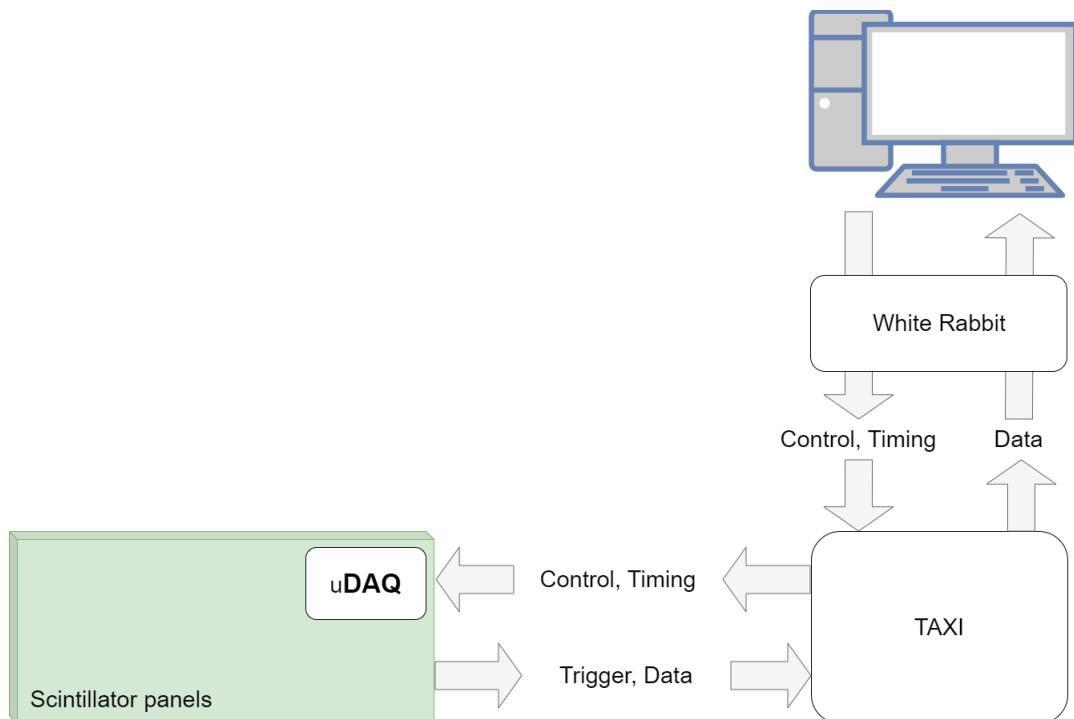 White Rabbit
Control, Timing
Data
uDAQ
Control, Timing
TAXI
Trigger, Data
Scintillator panels